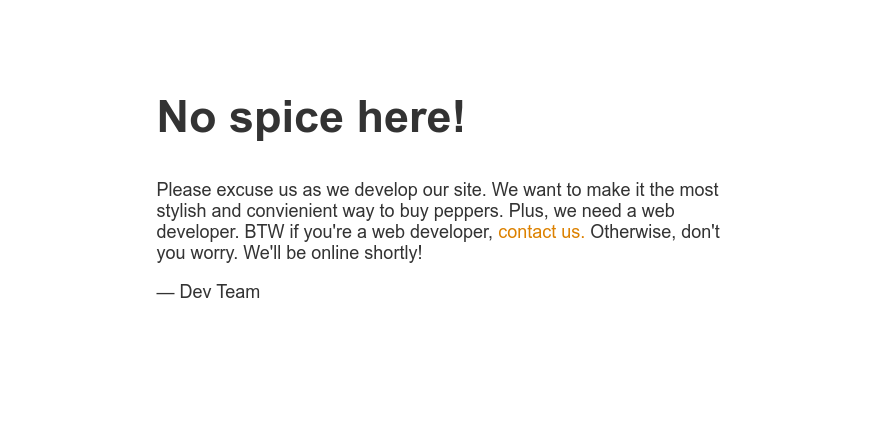 No spice here!
Please excuse us as we develop our site. We want to make it the most
stylish and convienient way to buy peppers. Plus, we need a web
developer. BTW if you're a web developer, contact us. Otherwise, don't
you worry. We'll be online shortly!
— Dev Team